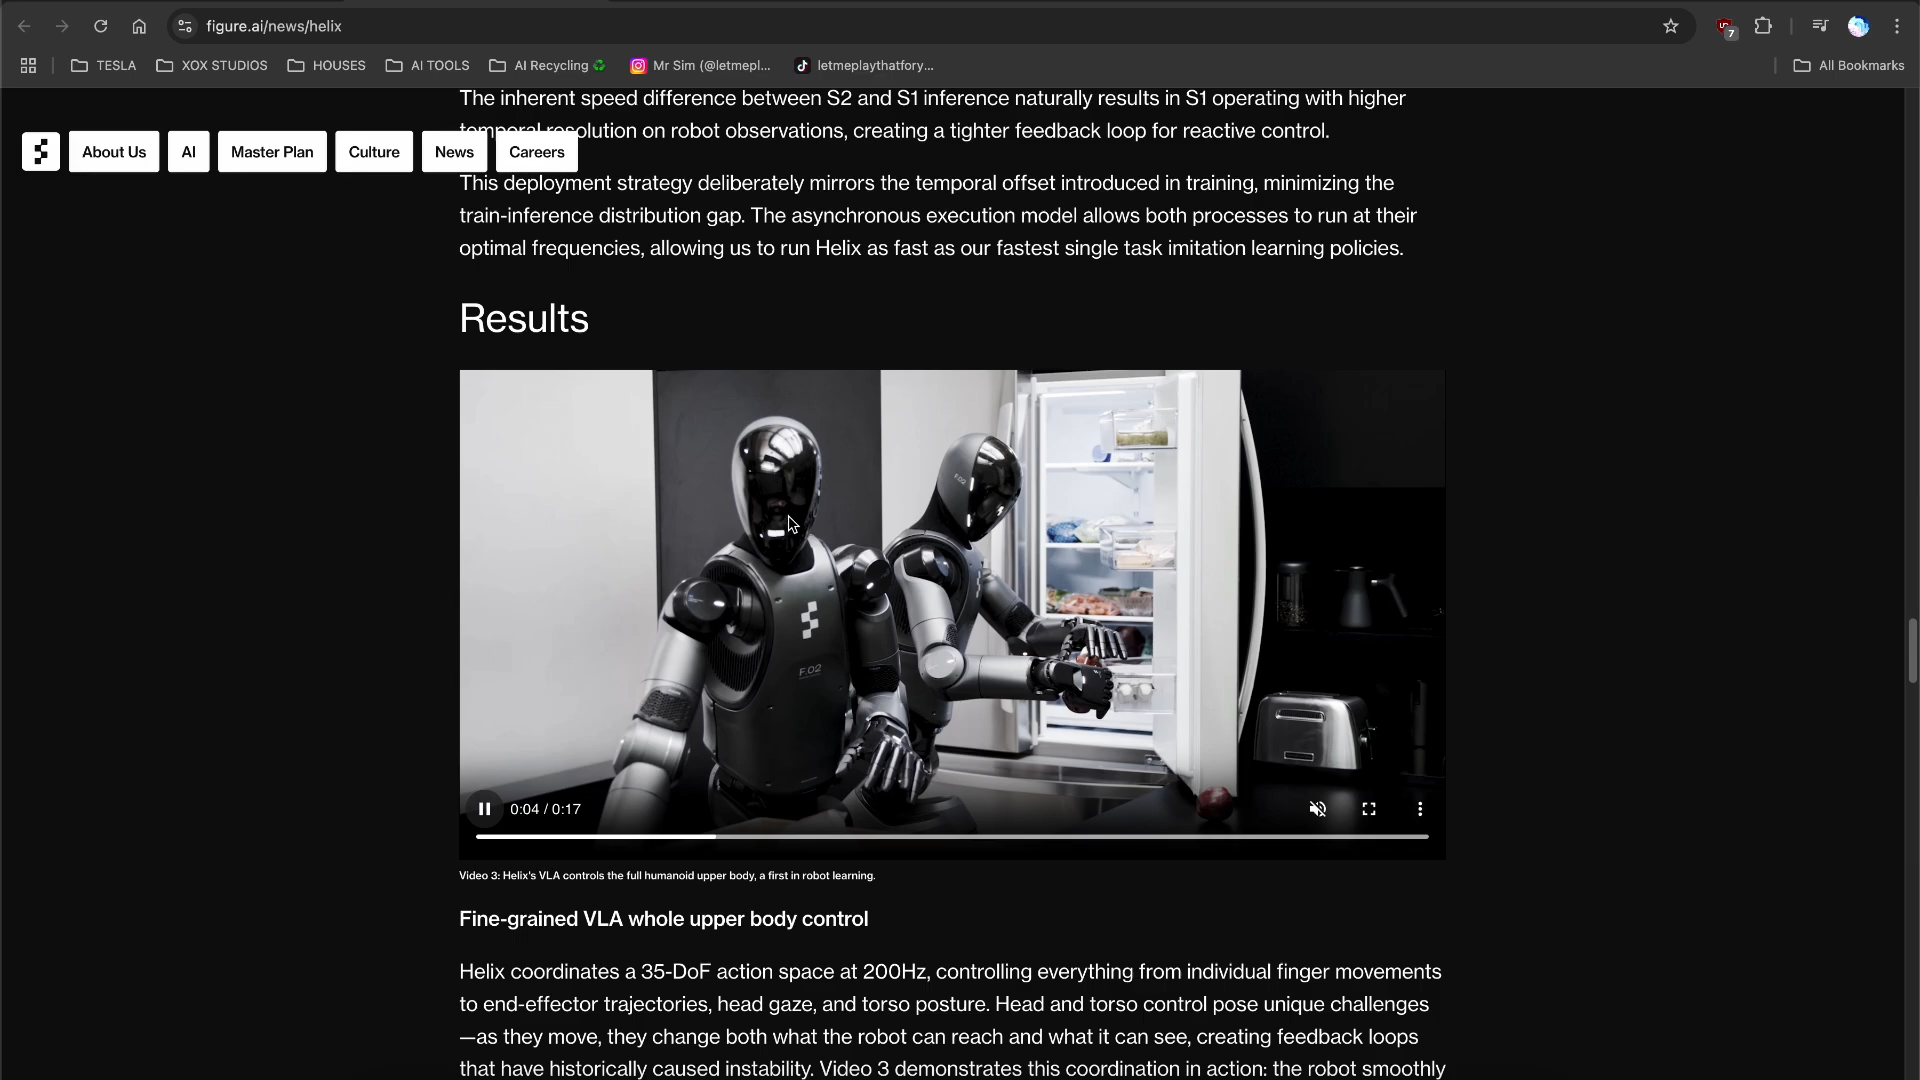 figure.ai/news/helix
7
TESLA
XOX STUDIOS
HOUSES
AI TOOLS
AI Recycling
Mr Sim (@letmepl...
letmeplaythatfory...
All Bookmarks
The inherent speed difference between S2 and S1 inference naturally results in S1 operating with higher
temporal resolution on robot observations, creating a tighter feedback loop for reactive control.
About Us
AI
Master Plan
Culture
News
Careers
This deployment strategy deliberately mirrors the temporal offset introduced in training, minimizing the
train-inference distribution gap. The asynchronous execution model allows both processes to run at their
optimal frequencies, allowing us to run Helix as fast as our fastest single task imitation learning policies.
Results
F.02
F.02
0:04 / 0:17
Video 3: Helix's VLA controls the full humanoid upper body, a first in robot learning.
Fine-grained VLA whole upper body control
Helix coordinates a 35-DoF action space at 200Hz, controlling everything from individual finger movements
to end-effector trajectories, head gaze, and torso posture. Head and torso control pose unique challenges
—as they move, they change both what the robot can reach and what it can see, creating feedback loops
that have historically caused instability. Video 3 demonstrates this coordination in action: the robot smoothly